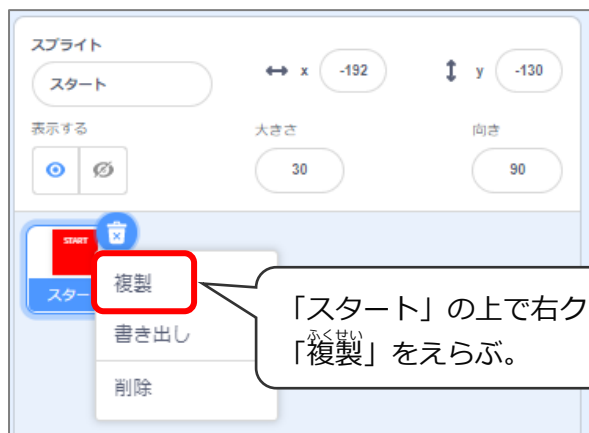 スプライト
スタート
x -192
y -130
表示する
大きさ
向き
30
90
START
スター
複製
書き出し
削除
「スタート」の上で右ク
ふくせい
「複製」をえらぶ。